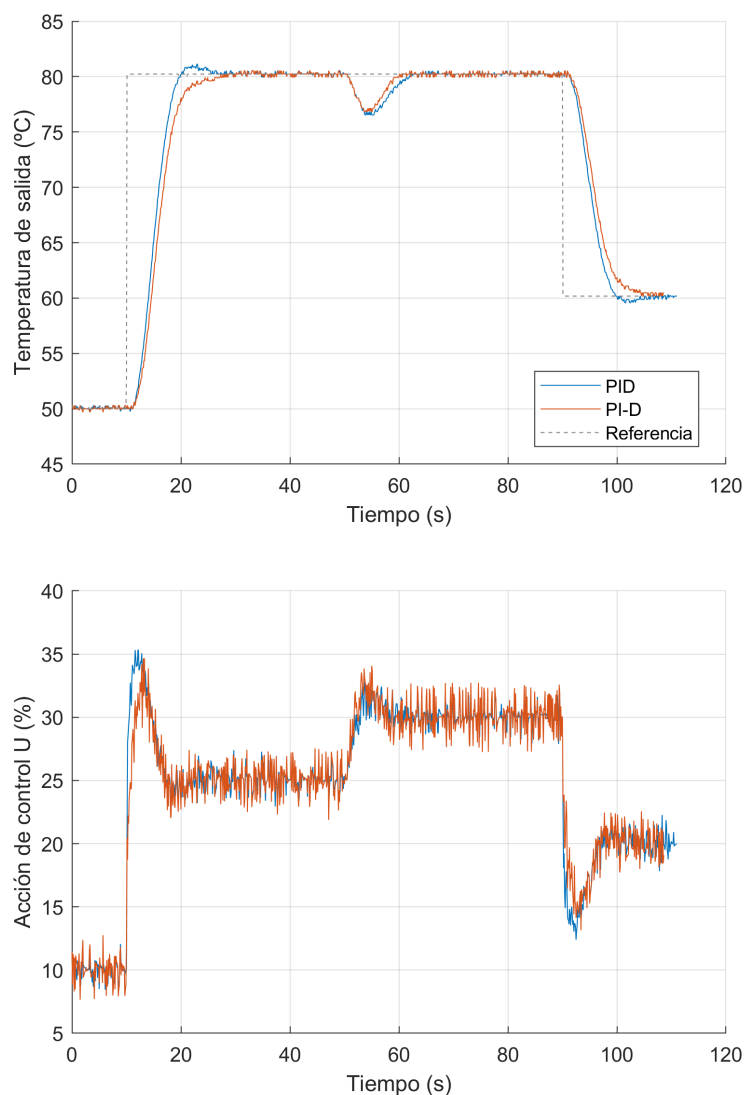 85
80
75
70
65
60
55
50
45
Temperatura de salida (ºC)
PID
PI-D
Referencia
0 20 40 60 80 100 120
Tiempo (s)
40
35
30
25
20
15
10
5
Acción de control U (%)
0 20 40 60 80 100 120
Tiempo (s)